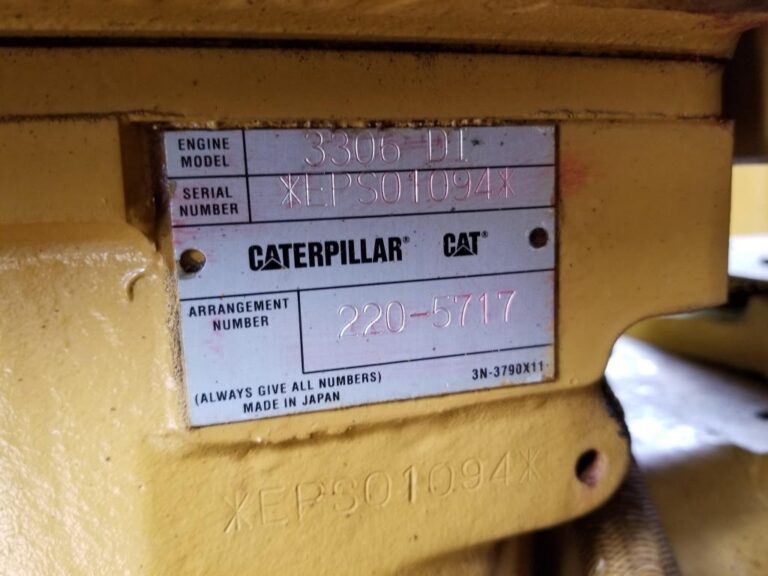 ENGINE MODEL 3306 DI
SERIAL NUMBER *EPS01094*
CATERPILLAR® CAT®
ARRANGEMENT NUMBER 220-5717
(ALWAYS GIVE ALL NUMBERS) 3N-3790X11
MADE IN JAPAN
*EPS01094*